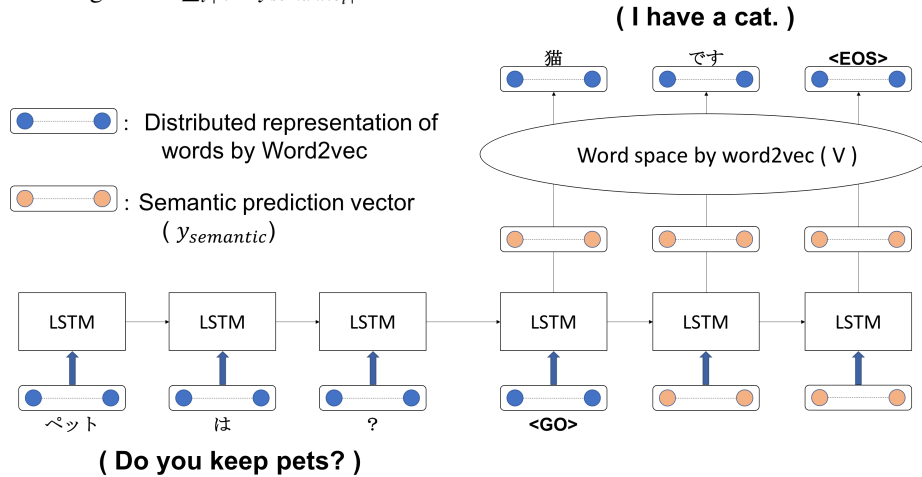 ( I have a cat. )
猫
です
<EOS>
: Distributed representation of
words by Word2vec
Word space by word2vec ( V )
: Semantic prediction vector
( y_semantic)
LSTM
LSTM
LSTM
LSTM
LSTM
LSTM
ペット
は
?
<GO>
( Do you keep pets? )